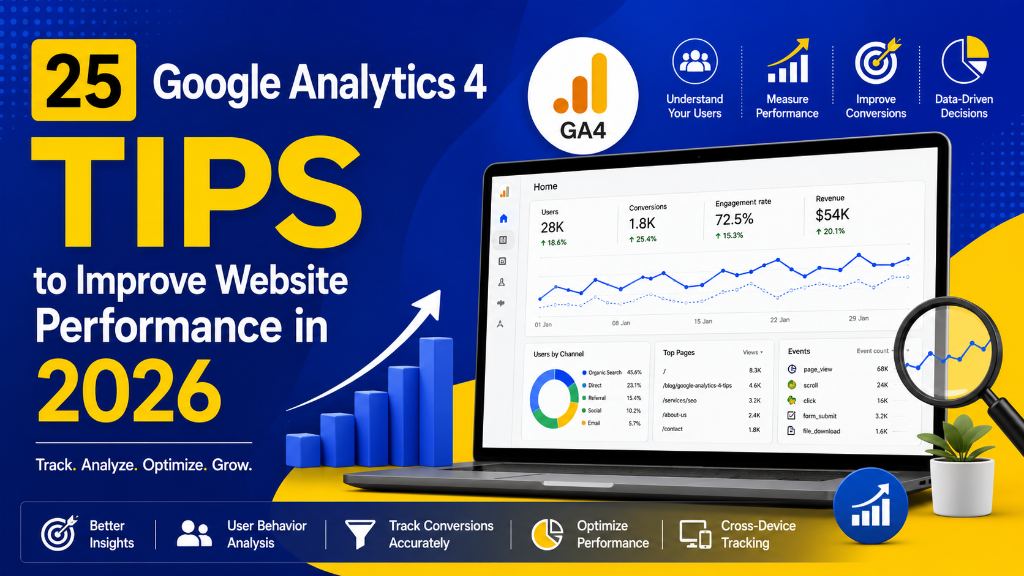 25 Google Analytics 4
TIPS
to Improve Website
Performance in
2026
Track. Analyze. Optimize. Grow.
GA4
Understand
Your Users
Measure
Performance
Improve
Conversions
Data-Driven
Decisions
Home
Users
28K
↑ 18.6%
Conversions
1.8K
↑ 25.4%
Engagement rate
72.5%
↑ 15.3%
Revenue
$54K
↑ 20.1%
01 Jan
08 Jan
15 Jan
22 Jan
29 Jan
Users by Channel
Organic Search 45.6%
Direct 23.1%
Referral 15.4%
Social 10.2%
Email 5.7%
Top Pages Views
/ 8.3K
/blog/google-analytics-4-tips 4.6K
/services/seo 3.2K
/about-us 2.4K
/contact 1.8K
Events Event count
page_view 68K
scroll 24K
click 16K
form_submit 3.2K
file_download 1.6K
Better
Insights
User Behavior
Analysis
Track Conversions
Accurately
Optimize
Performance
Cross-Device
Tracking